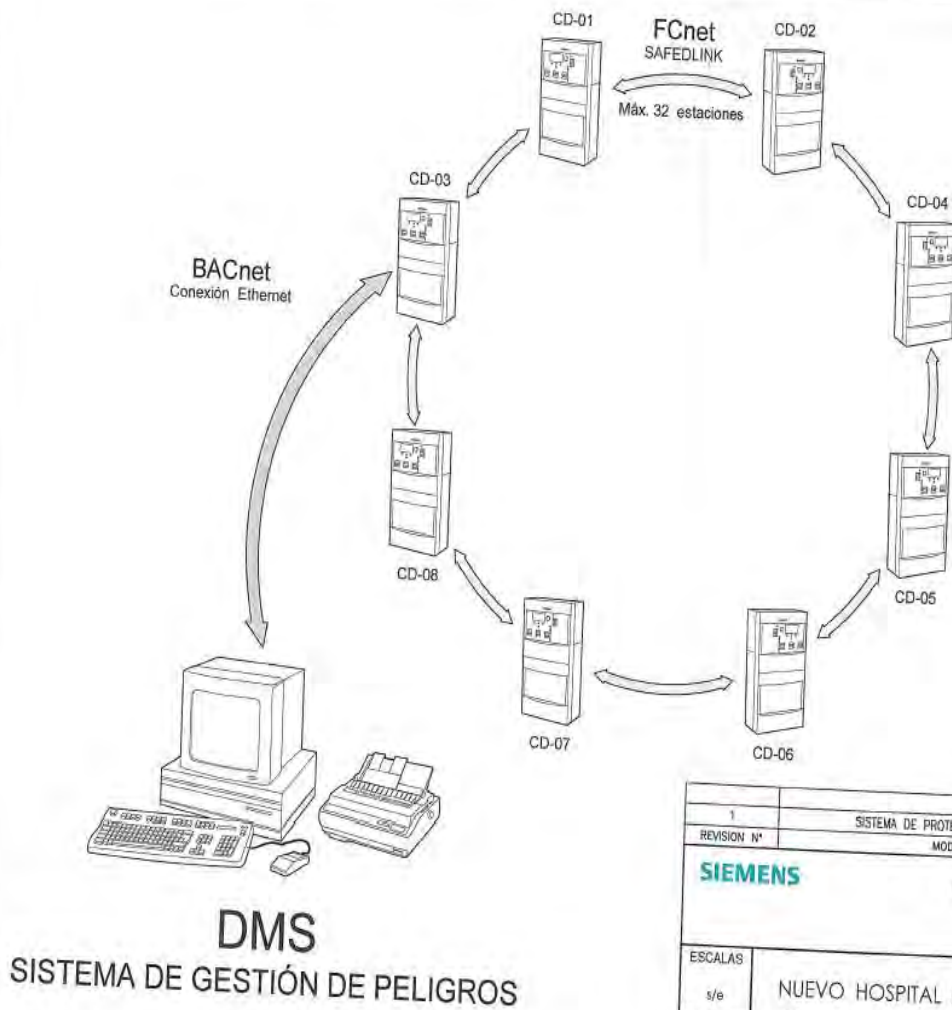 CD-01
FCnet
SAFEDLINK
Máx. 32 estaciones
CD-02
CD-03
CD-04
BACnet
Conexión Ethernet
CD-08
CD-05
CD-07
CD-06
DMS
SISTEMA DE GESTIÓN DE PELIGROS
1 SISTEMA DE PROTE
REVISION Nº MOD
SIEMENS
ESCALAS
s/e
NUEVO HOSPITAL